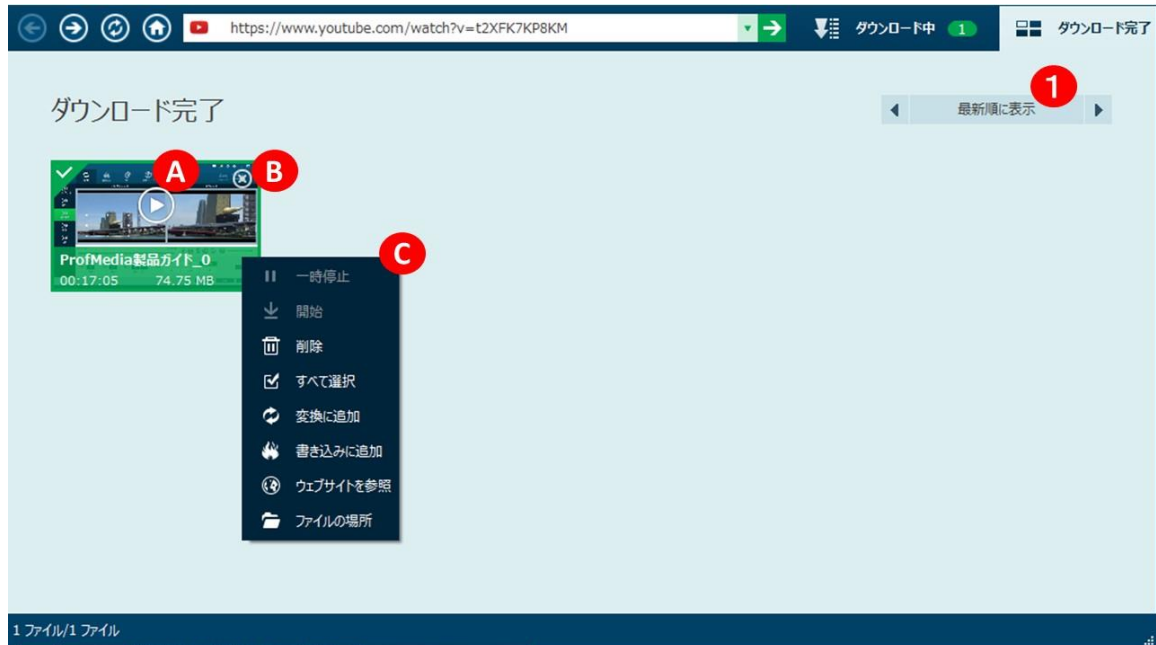 https://www.youtube.com/watch?v=t2XFK7KP8KM
ダウンロード中 1
ダウンロード完了
ダウンロード完了
1
最新順に表示
A
B
ProfMedia製品ガイド_0
00:17:05 74.75 MB
C
一時停止
開始
削除
すべて選択
変換に追加
書き込みに追加
ウェブサイトを参照
ファイルの場所
1 ファイル/1 ファイル